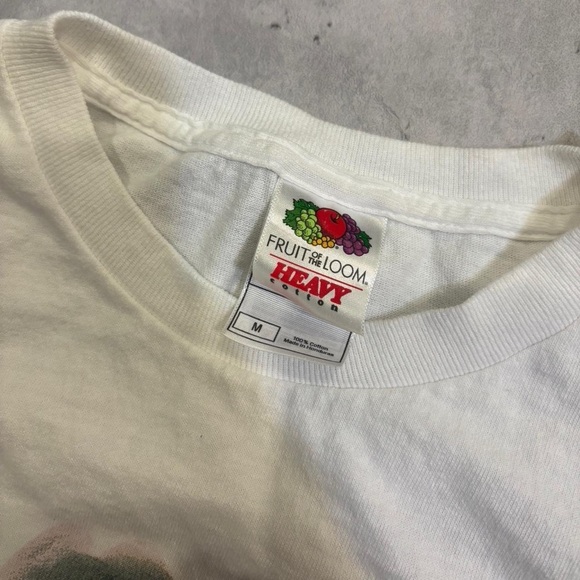 FRUIT OF THE LOOM®
HEAVY
cotton
M
100% Cotton
Made in Honduras